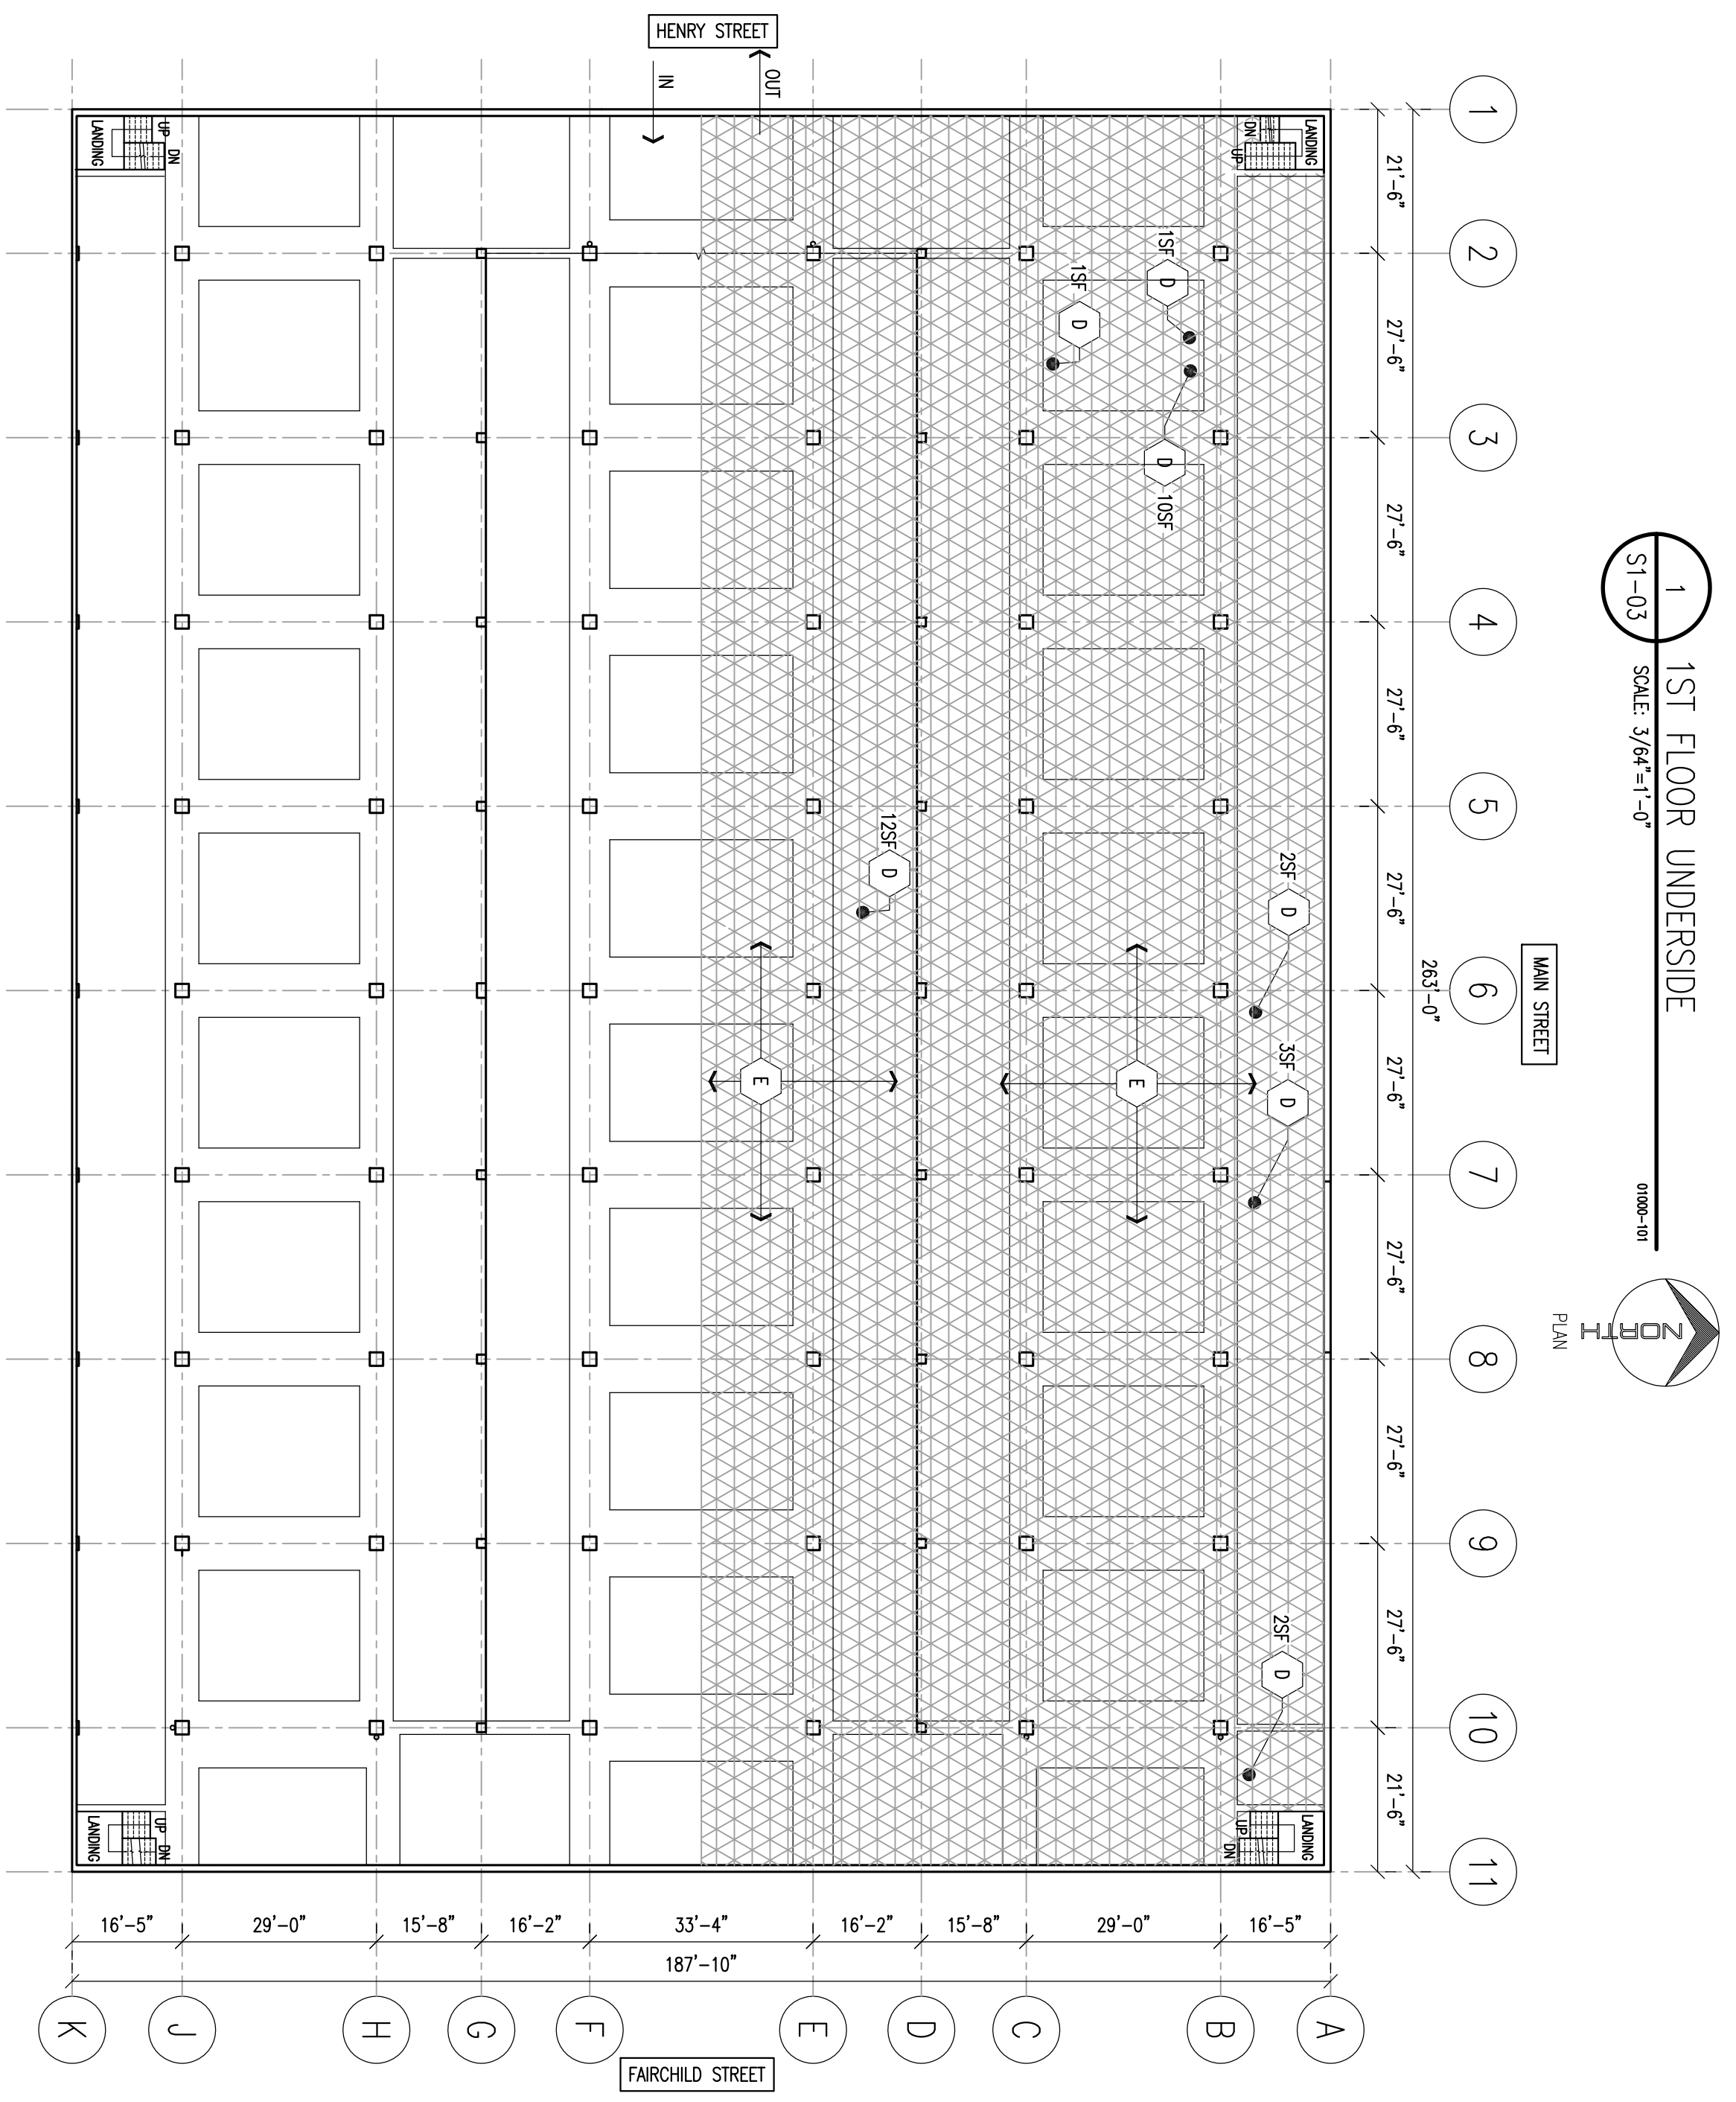 1
S1-03
1ST FLOOR UNDERSIDE
SCALE: 3/64"=1'-0"
01000-101
NORTH
PLAN
MAIN STREET
1
2
3
4
5
6
7
8
9
10
11
263'-0"
21'-6"
27'-6"
27'-6"
27'-6"
27'-6"
27'-6"
27'-6"
27'-6"
27'-6"
21'-6"
HENRY STREET
OUT
IN
LANDING
DN
UP
LANDING
UP
DN
1SF
D
1SF
D
D
10SF
2SF
D
3SF
D
12SF
D
E
E
2SF
D
LANDING
UP
DN
LANDING
UP
DN
16'-5"
29'-0"
15'-8"
16'-2"
33'-4"
16'-2"
15'-8"
29'-0"
16'-5"
187'-10"
K
J
H
G
F
E
D
C
B
A
FAIRCHILD STREET